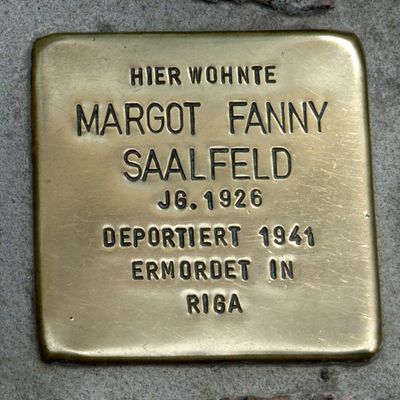 HIER WOHNTE
MARGOT FANNY
SAALFELD
JG. 1926
DEPORTIERT 1941
ERMORDET IN
RIGA